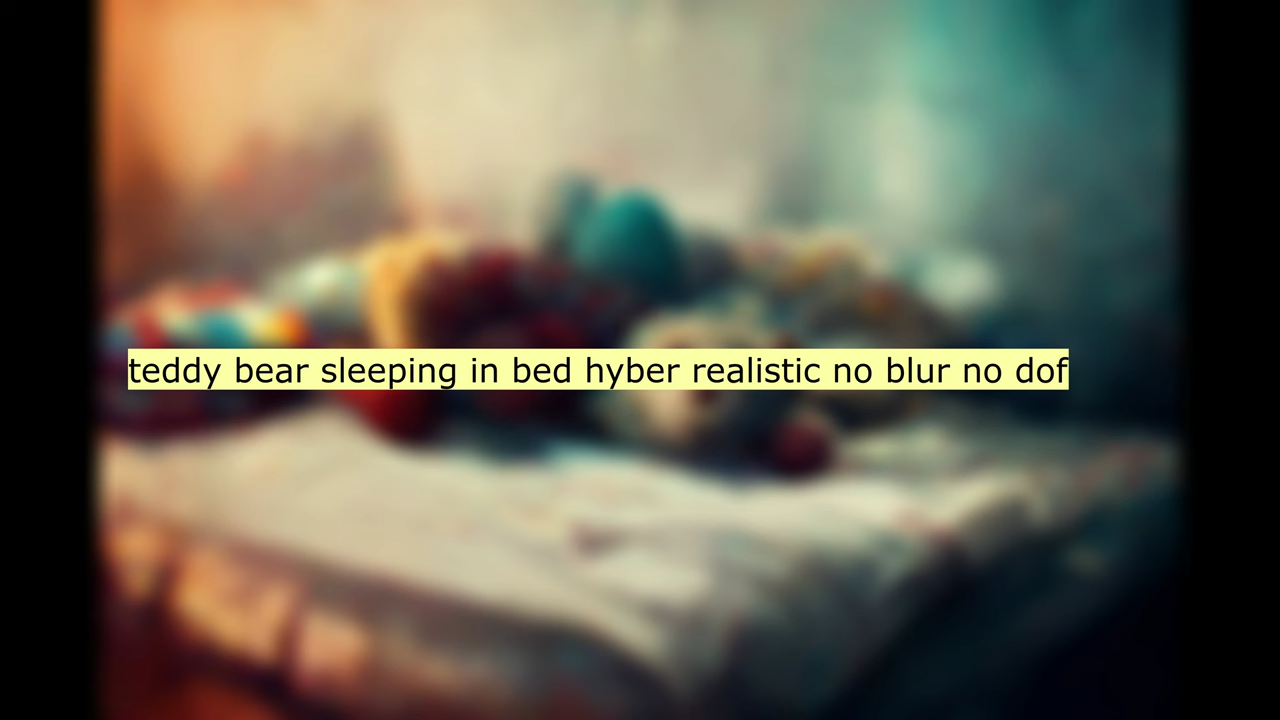 teddy bear sleeping in bed hyber realistic no blur no dof